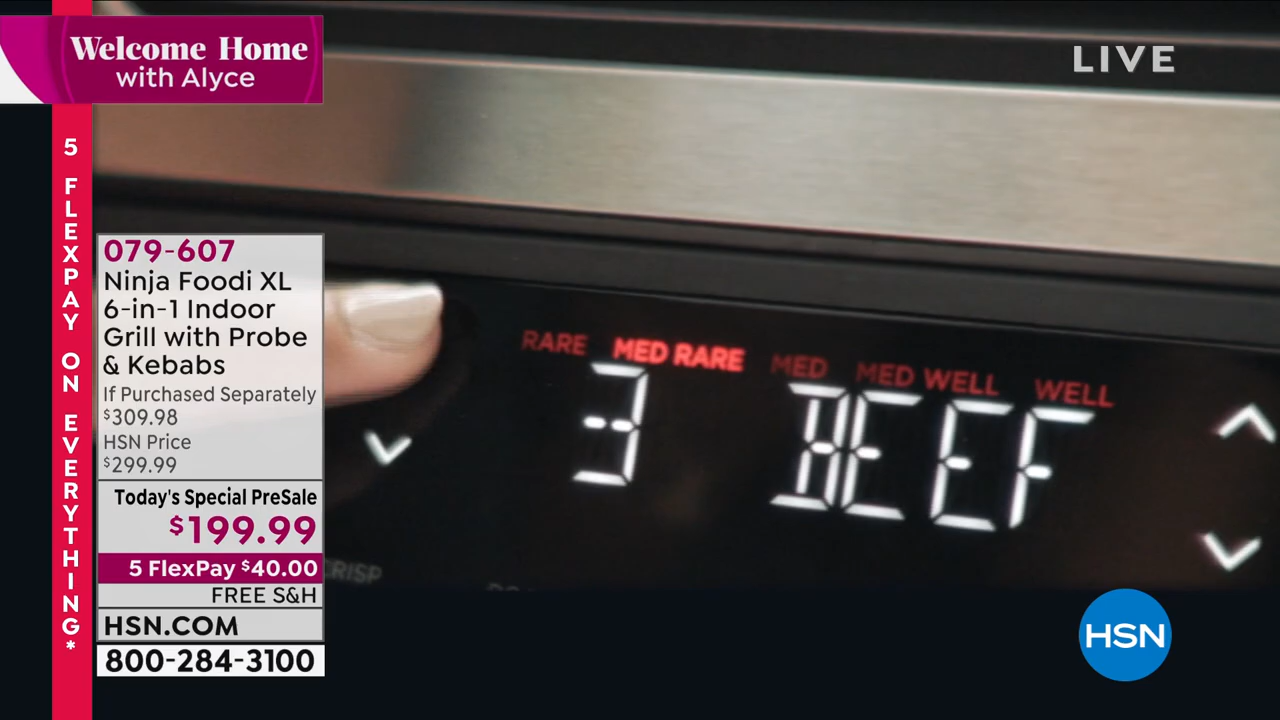 Welcome Home
with Alyce
LIVE
5 FLEXPAY ON EVERYTHING*
079-607
Ninja Foodi XL
6-in-1 Indoor
Grill with Probe
& Kebabs
If Purchased Separately
$309.98
HSN Price
$299.99
Today's Special PreSale
$199.99
5 FlexPay $40.00
FREE S&H
HSN.COM
800-284-3100
RARE MED RARE MED MED WELL WELL
3 BEEF
CRISP
HSN